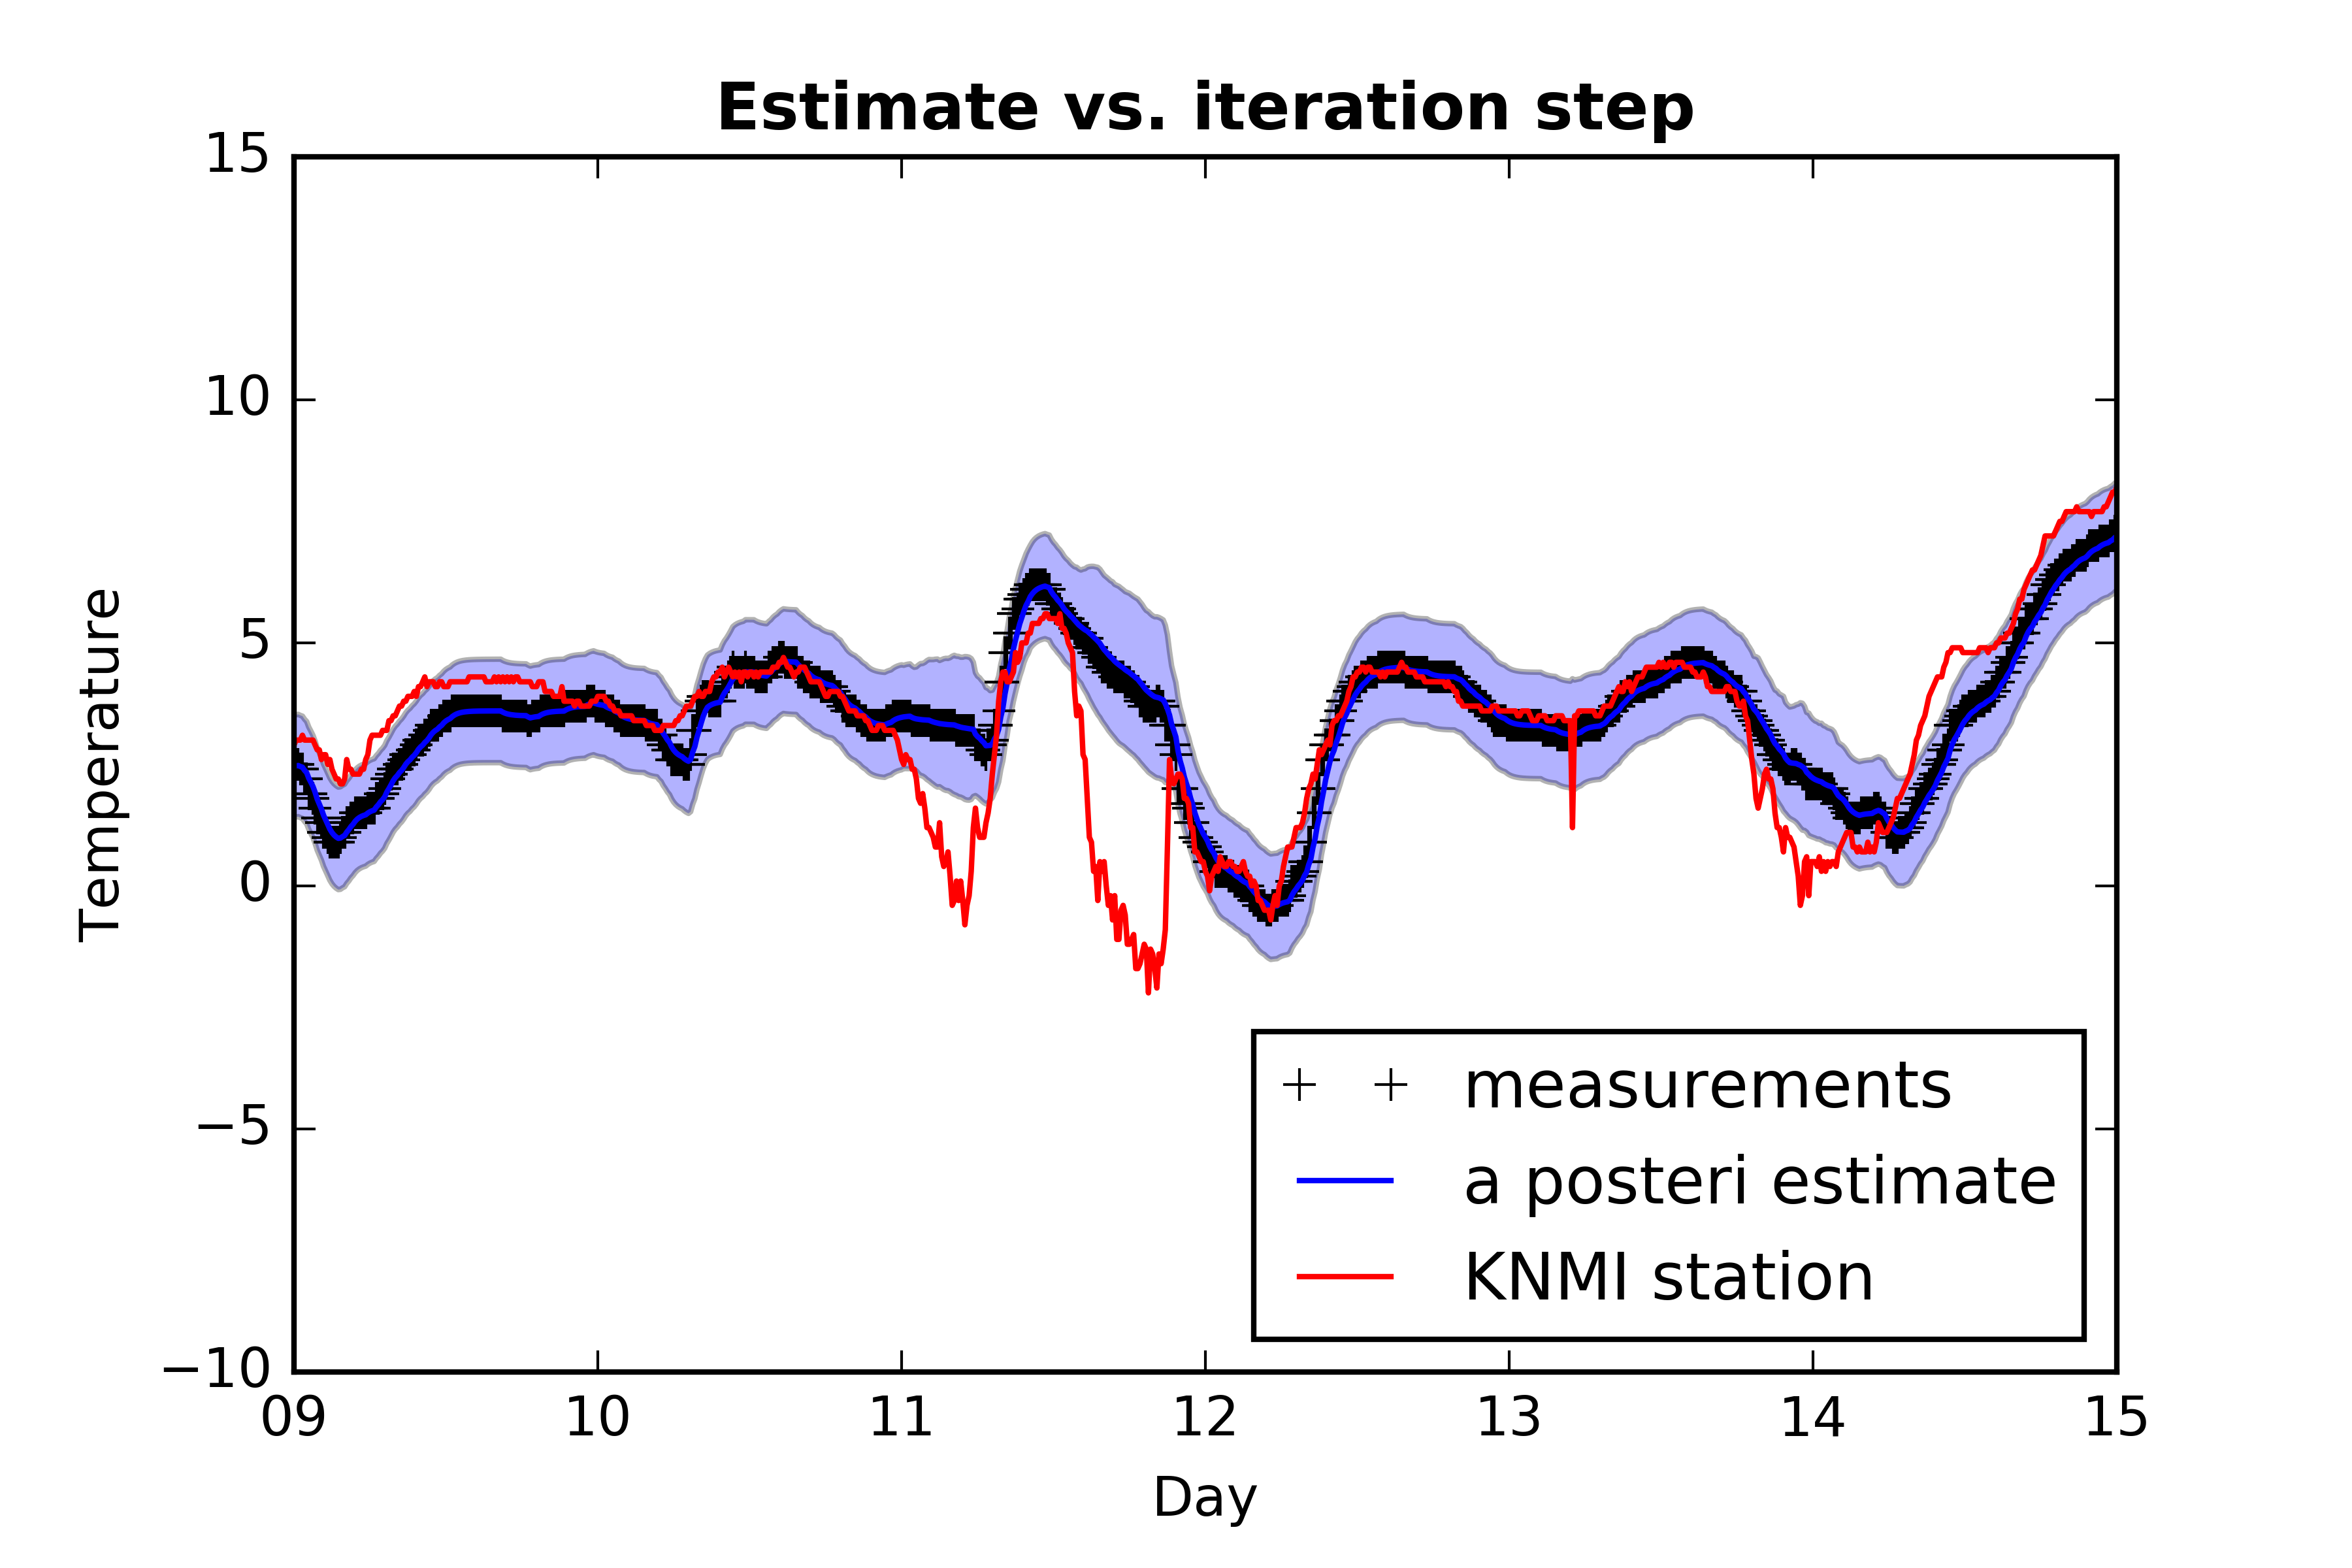 Estimate vs. iteration step
15
10
5
0
−5
−10
Temperature
measurements
a posteri estimate
KNMI station
09 10 11 12 13 14 15
Day